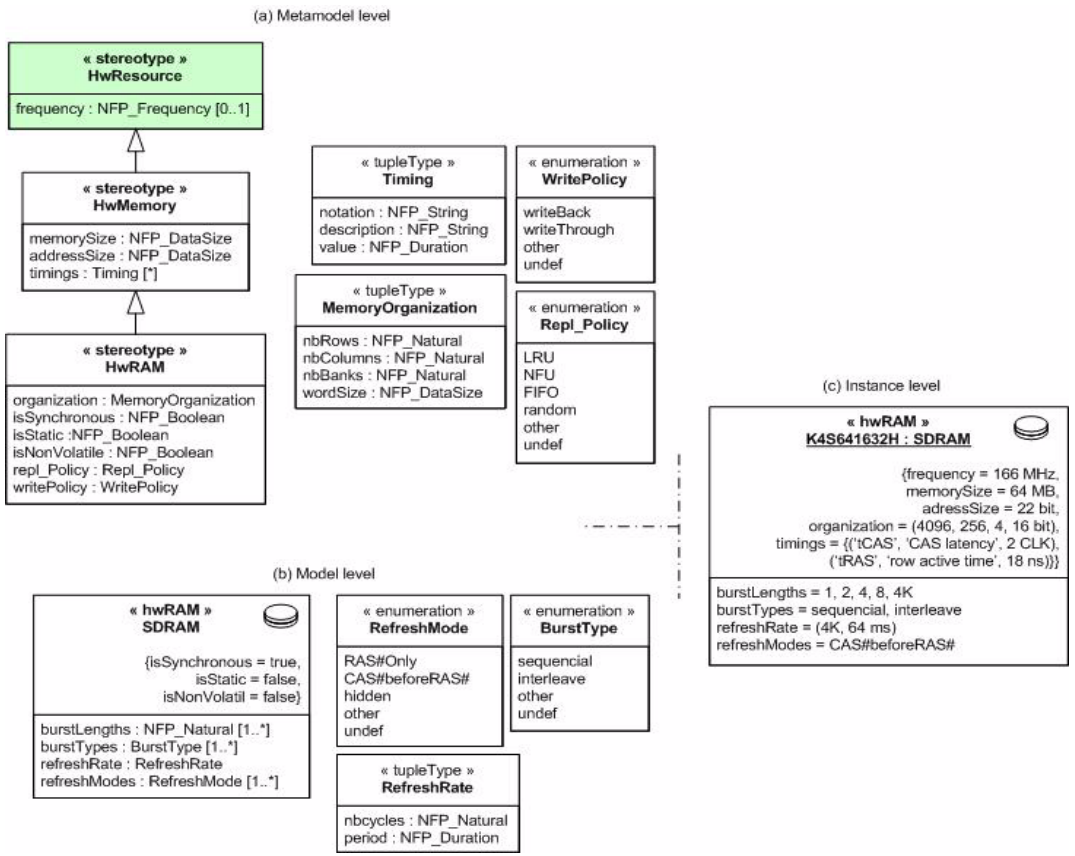 (a) Metamodel level
« stereotype »
HwResource
frequency : NFP_Frequency [0..1]
« stereotype »
HwMemory
memorySize : NFP_DataSize
addressSize : NFP_DataSize
timings : Timing [*]
« stereotype »
HwRAM
organization : MemoryOrganization
isSynchronous : NFP_Boolean
isStatic :NFP_Boolean
isNonVolatile : NFP_Boolean
repl_Policy : Repl_Policy
writePolicy : WritePolicy
« tupleType »
Timing
notation : NFP_String
description : NFP_String
value : NFP_Duration
« enumeration »
WritePolicy
writeBack
writeThrough
other
undef
« tupleType »
MemoryOrganization
nbRows : NFP_Natural
nbColumns : NFP_Natural
nbBanks : NFP_Natural
wordSize : NFP_DataSize
« enumeration »
Repl_Policy
LRU
NFU
FIFO
random
other
undef
(b) Model level
« hwRAM »
SDRAM
{isSynchronous = true,
isStatic = false,
isNonVolatil = false}
burstLengths : NFP_Natural [1..*]
burstTypes : BurstType [1..*]
refreshRate : RefreshRate
refreshModes : RefreshMode [1..*]
« enumeration »
RefreshMode
RAS#Only
CAS#beforeRAS#
hidden
other
undef
« enumeration »
BurstType
sequencial
interleave
other
undef
« tupleType »
RefreshRate
nbcycles : NFP_Natural
period : NFP_Duration
(c) Instance level
« hwRAM »
K4S641632H : SDRAM
{frequency = 166 MHz,
memorySize = 64 MB,
adressSize = 22 bit,
organization = (4096, 256, 4, 16 bit),
timings = {('tCAS', 'CAS latency', 2 CLK),
('tRAS', 'row active time', 18 ns)}}
burstLengths = 1, 2, 4, 8, 4K
burstTypes = sequencial, interleave
refreshRate = (4K, 64 ms)
refreshModes = CAS#beforeRAS#